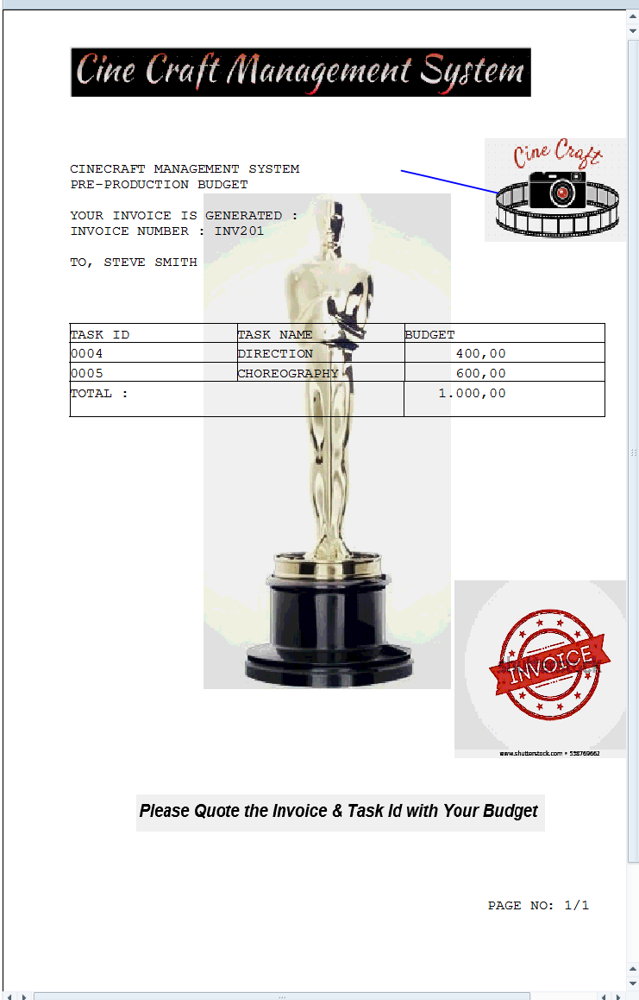 Cine Craft Management System
Cine Craft
CINECRAFT MANAGEMENT SYSTEM
PRE-PRODUCTION BUDGET
YOUR INVOICE IS GENERATED :
INVOICE NUMBER : INV201
TO, STEVE SMITH
TASK ID TASK NAME BUDGET
0004 DIRECTION 400,00
0005 CHOREOGRAPHY 600,00
TOTAL : 1.000,00
INVOICE
www.shutterstock.com • 558769662
Please Quote the Invoice & Task Id with Your Budget
PAGE NO: 1/1